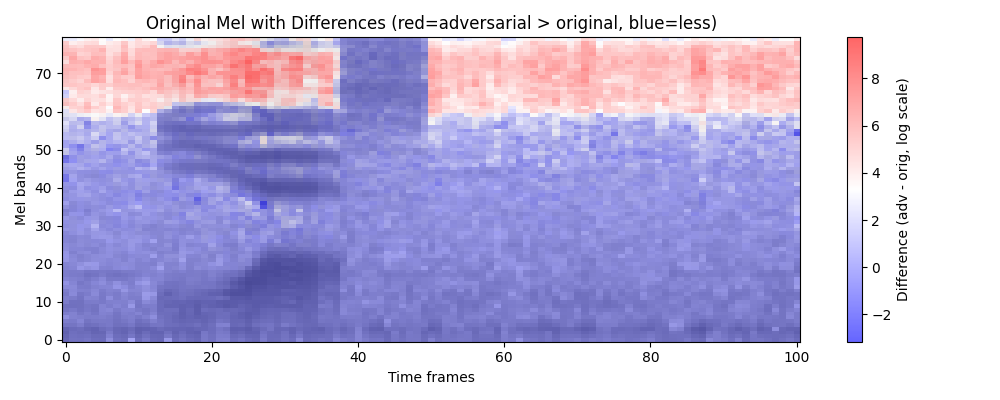 Original Mel with Differences (red=adversarial > original, blue=less)
Mel bands
70
60
50
40
30
20
10
0
0 20 40 60 80 100
Time frames
8
6
4
2
0
−2
Difference (adv - orig, log scale)